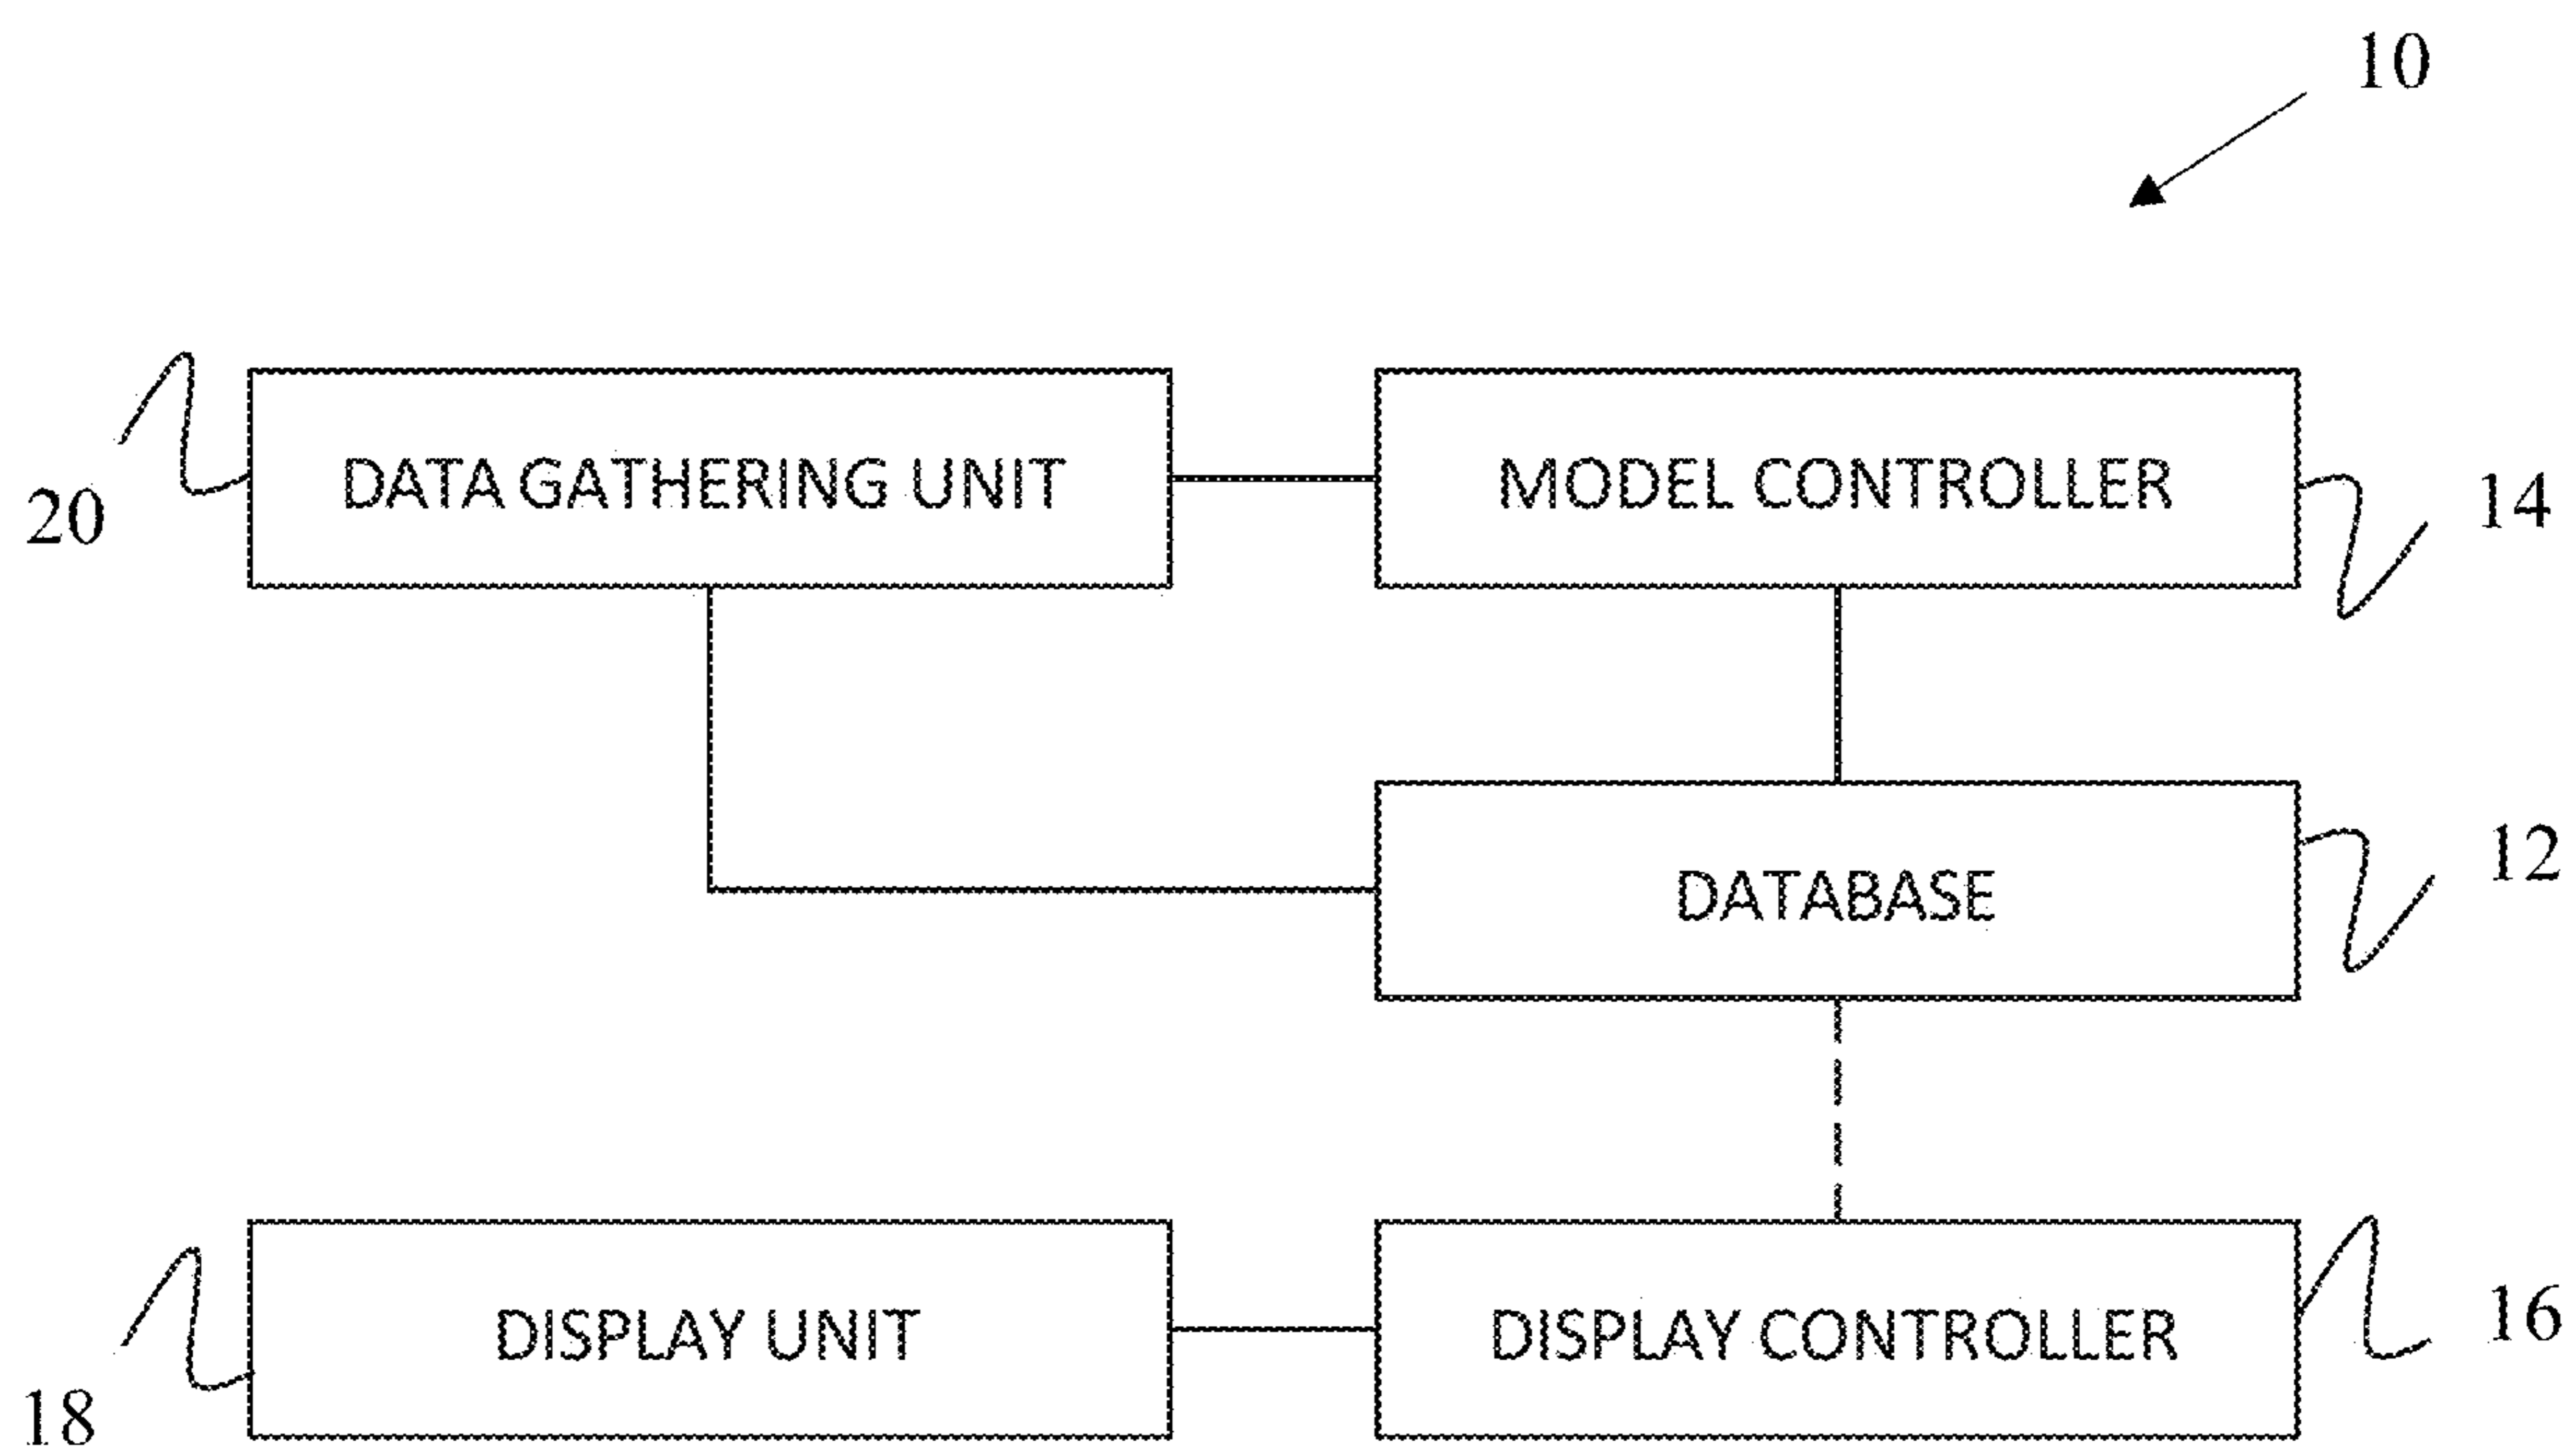 10
DATA GATHERING UNIT
MODEL CONTROLLER
20
14
DATABASE
12
DISPLAY UNIT
DISPLAY CONTROLLER
16
18